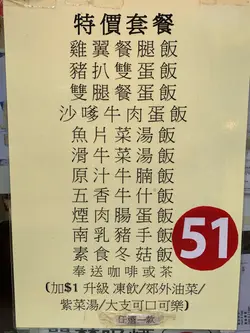 特價套餐
雞翼餐腿飯
豬扒雙蛋飯
雙腿餐蛋飯
沙嗲牛肉蛋飯
魚片菜湯飯
滑牛菜湯飯
原汁牛腩飯
五香牛什飯
煙肉腸蛋飯
南乳豬手飯
素食冬菇飯
51
奉送咖啡或茶
(加$1 升級 凍飲/郊外油菜/
紫菜湯/大支可口可樂)
任選一款